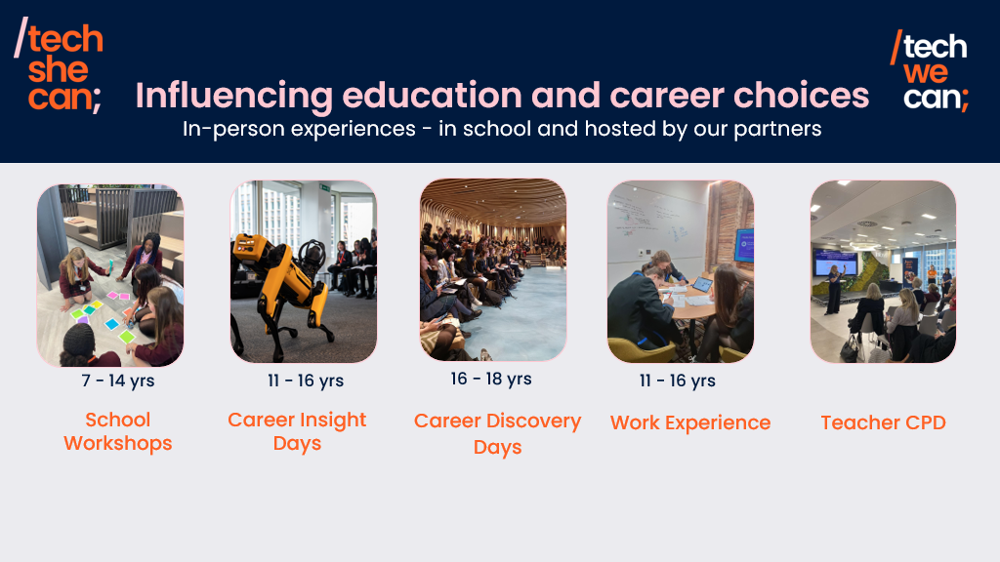 /tech
she
can;
/tech
we
can;
Influencing education and career choices
In-person experiences - in school and hosted by our partners
7 - 14 yrs
11 - 16 yrs
16 - 18 yrs
11 - 16 yrs
School
Workshops
Career Insight
Days
Career Discovery
Days
Work Experience
Teacher CPD